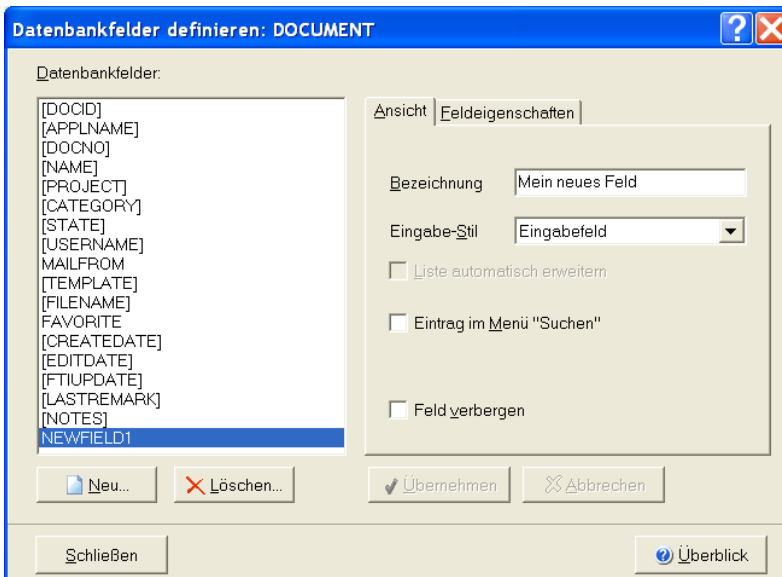 Datenbankfelder definieren: DOCUMENT
Datenbankfelder:
[DOCID]
[APPLNAME]
[DOCNO]
[NAME]
[PROJECT]
[CATEGORY]
[STATE]
[USERNAME]
MAILFROM
[TEMPLATE]
[FILENAME]
FAVORITE
[CREATEDATE]
[EDITDATE]
[FTIUPDATE]
[LASTREMARK]
[NOTES]
NEWFIELD1
Ansicht Feldeigenschaften
Bezeichnung Mein neues Feld
Eingabe-Stil Eingabefeld
Liste automatisch erweitern
Eintrag im Menü "Suchen"
Feld verbergen
Neu... Löschen... Übernehmen Abbrechen
Schließen Überblick